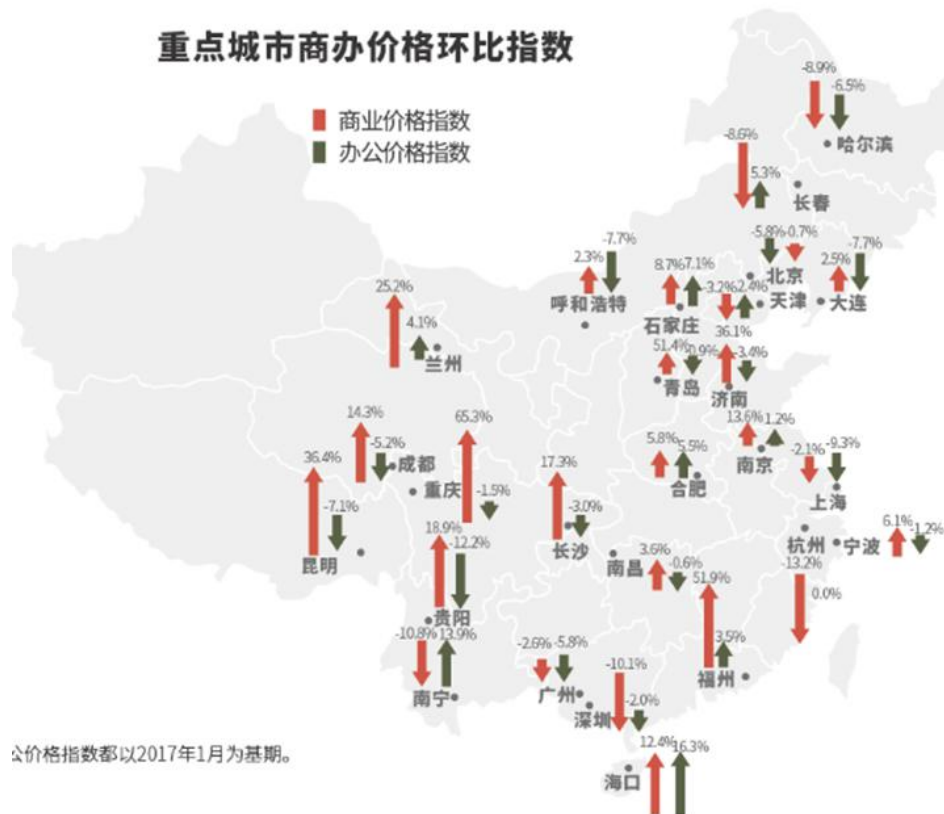 重点城市商办价格环比指数
商业价格指数
办公价格指数
-8.9%
-6.5%
哈尔滨
-8.6%
5.3%
长春
-5.8%
-0.7%
北京
-7.7%
2.5%
大连
-7.7%
2.3%
呼和浩特
8.7%
7.1%
石家庄
-3.2%
2.4%
天津
25.2%
4.1%
兰州
51.4%
-0.9%
青岛
36.1%
-3.4%
济南
14.3%
-5.2%
成都
65.3%
-1.5%
重庆
13.6%
1.2%
南京
5.8%
5.5%
合肥
-2.1%
-9.3%
上海
36.4%
-7.1%
昆明
17.3%
-3.0%
长沙
杭州
-13.2%
0.0%
宁波
6.1%
-1.2%
18.9%
-12.2%
贵阳
南昌
3.6%
-0.6%
51.9%
3.5%
福州
-10.8%
13.9%
南宁
-2.6%
-5.8%
广州
-10.1%
-2.0%
深圳
12.4%
16.3%
海口
公价格指数都以2017年1月为基期。